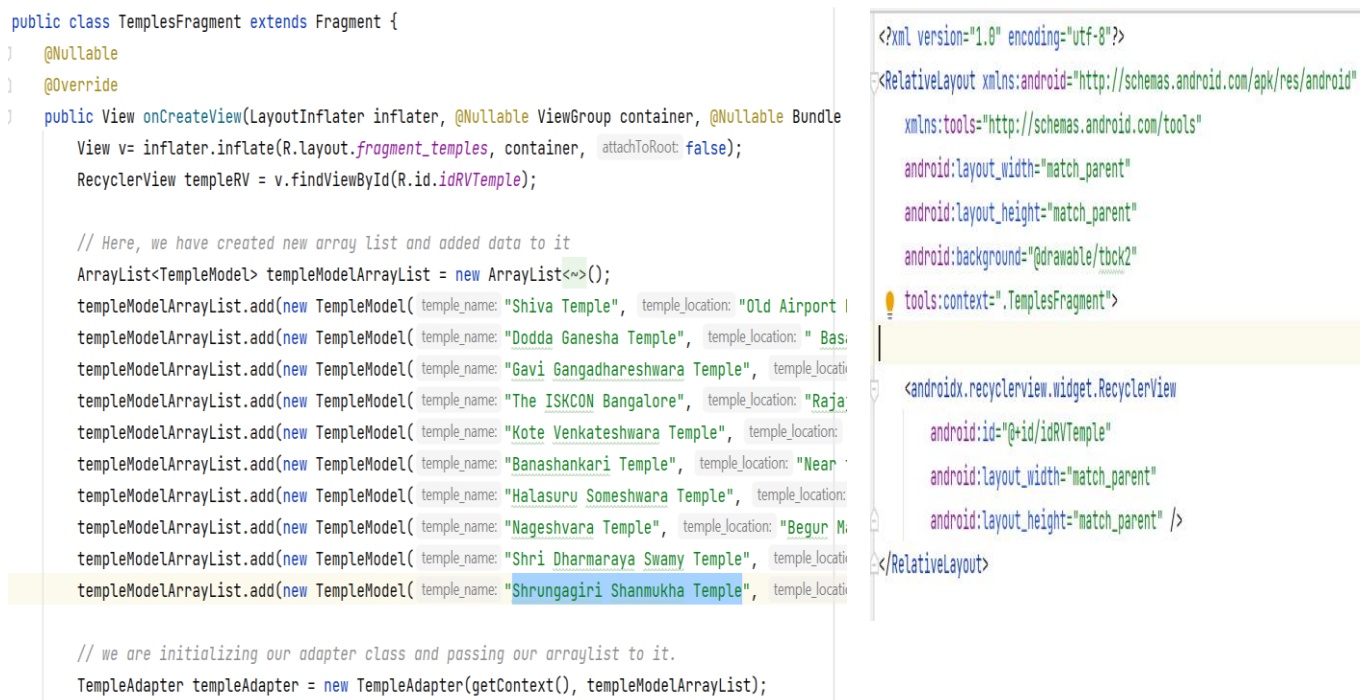 public class TemplesFragment extends Fragment {
@Nullable
@Override
public View onCreateView(LayoutInflater inflater, @Nullable ViewGroup container, @Nullable Bundle
View v= inflater.inflate(R.layout.fragment_temples, container, attachToRoot: false);
RecyclerView templeRV = v.findViewById(R.id.idRVTemple);
// Here, we have created new array list and added data to it
ArrayList<TempleModel> templeModelArrayList = new ArrayList<~>();
templeModelArrayList.add(new TempleModel( temple_name: "Shiva Temple", temple_location: "Old Airport
templeModelArrayList.add(new TempleModel( temple_name: "Dodda Ganesha Temple", temple_location: "
templeModelArrayList.add(new TempleModel( temple_name: "Gavi Gangadhareshwara Temple",
templeModelArrayList.add(new TempleModel( temple_name: "The ISKCON Bangalore", temple_location: "
templeModelArrayList.add(new TempleModel( temple_name: "Kote Venkateshwara Temple", temple_location:
templeModelArrayList.add(new TempleModel( temple_name: "Banashankari Temple", temple_location: "Near
templeModelArrayList.add(new TempleModel( temple_name: "Halasuru Someshwara Temple", temple_location:
templeModelArrayList.add(new TempleModel( temple_name: "Nageshvara Temple", temple_location: "Begur
templeModelArrayList.add(new TempleModel( temple_name: "Shri Dharmaraya Swamy Temple",
templeModelArrayList.add(new TempleModel( temple_name: "Shrungagiri Shanmukha Temple",
// we are initializing our adapter class and passing our arraylist to it.
TempleAdapter templeAdapter = new TempleAdapter(getContext(), templeModelArrayList);
<?xml version="1.0" encoding="utf-8"?>
<RelativeLayout xmlns:android="http://schemas.android.com/apk/res/android"
xmlns:tools="http://schemas.android.com/tools"
android:layout_width="match_parent"
android:layout_height="match_parent"
android:background="@drawable/tbck2"
tools:context=".TemplesFragment">
<androidx.recyclerview.widget.RecyclerView
android:id="@+id/idRVTemple"
android:layout_width="match_parent"
android:layout_height="match_parent" />
</RelativeLayout>